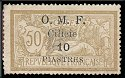 O. M. F.
Cilicie
10
PIASTRES
50